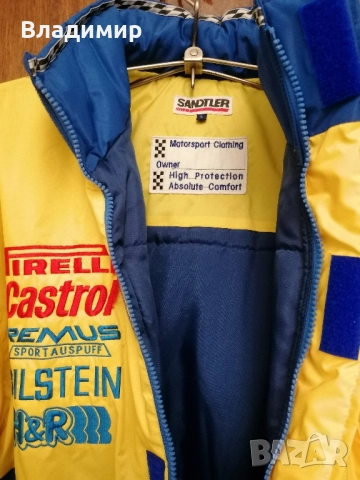 Владимир
SANDTLER
Motorsport Clothing
Owner
High Protection
Absolute Comfort
PIRELLI
Castrol
REMUS
SPORTAUSPUFF
BILSTEIN
H&R
BAZAR